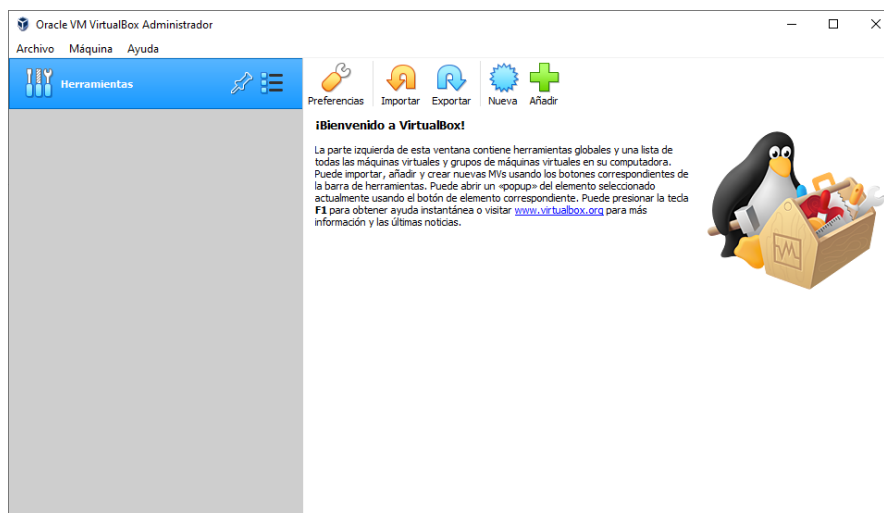 Oracle VM VirtualBox Administrador
Archivo Máquina Ayuda
Herramientas
Preferencias Importar Exportar Nueva Añadir
¡Bienvenido a VirtualBox!
La parte izquierda de esta ventana contiene herramientas globales y una lista de
todas las máquinas virtuales y grupos de máquinas virtuales en su computadora.
Puede importar, añadir y crear nuevas MVs usando los botones correspondientes de
la barra de herramientas. Puede abrir un «popup» del elemento seleccionado
actualmente usando el botón de elemento correspondiente. Puede presionar la tecla
F1 para obtener ayuda instantánea o visitar www.virtualbox.org para más
información y las últimas noticias.